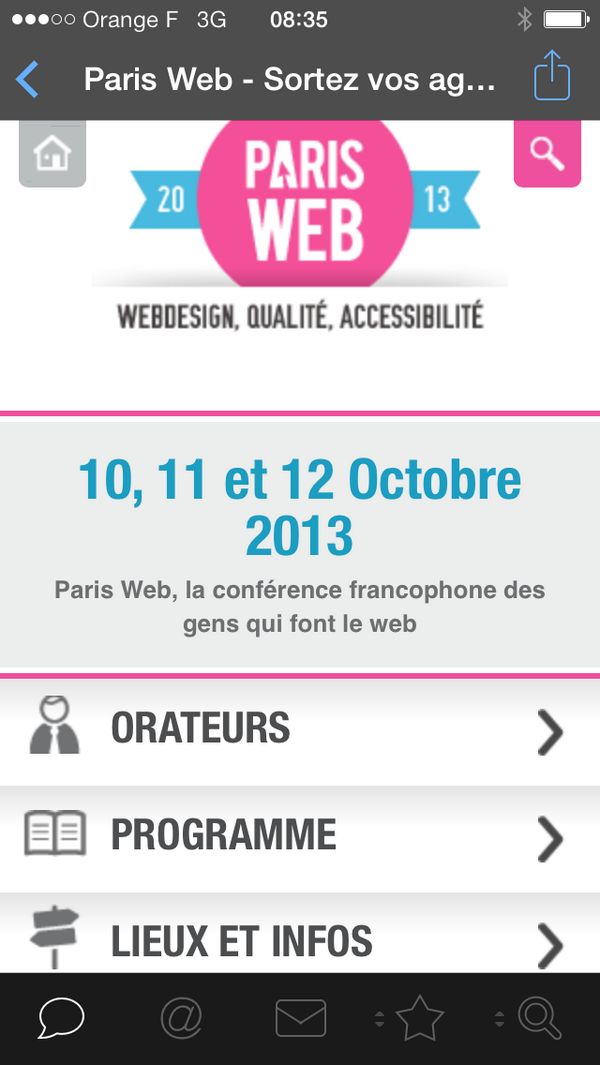 Orange F 3G 08:35
Paris Web - Sortez vos ag...
20 PARIS WEB 13
WEBDESIGN, QUALITÉ, ACCESSIBILITÉ
10, 11 et 12 Octobre
2013
Paris Web, la conférence francophone des
gens qui font le web
ORATEURS
PROGRAMME
LIEUX ET INFOS
@